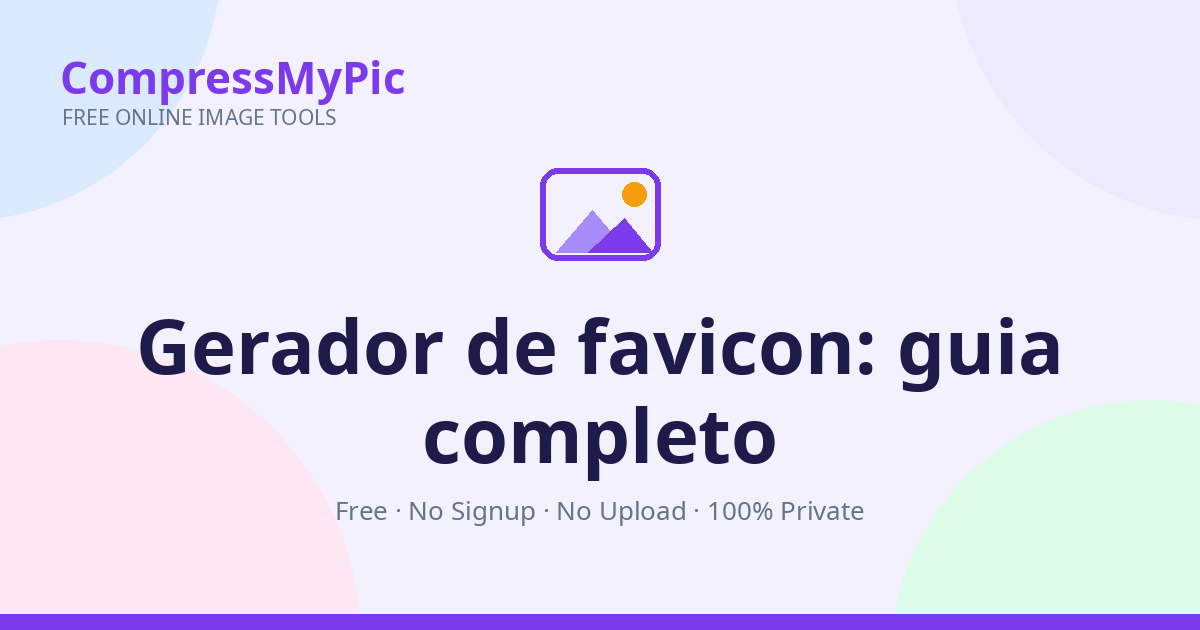 CompressMyPic
FREE ONLINE IMAGE TOOLS
Gerador de favicon: guia
completo
Free · No Signup · No Upload · 100% Private